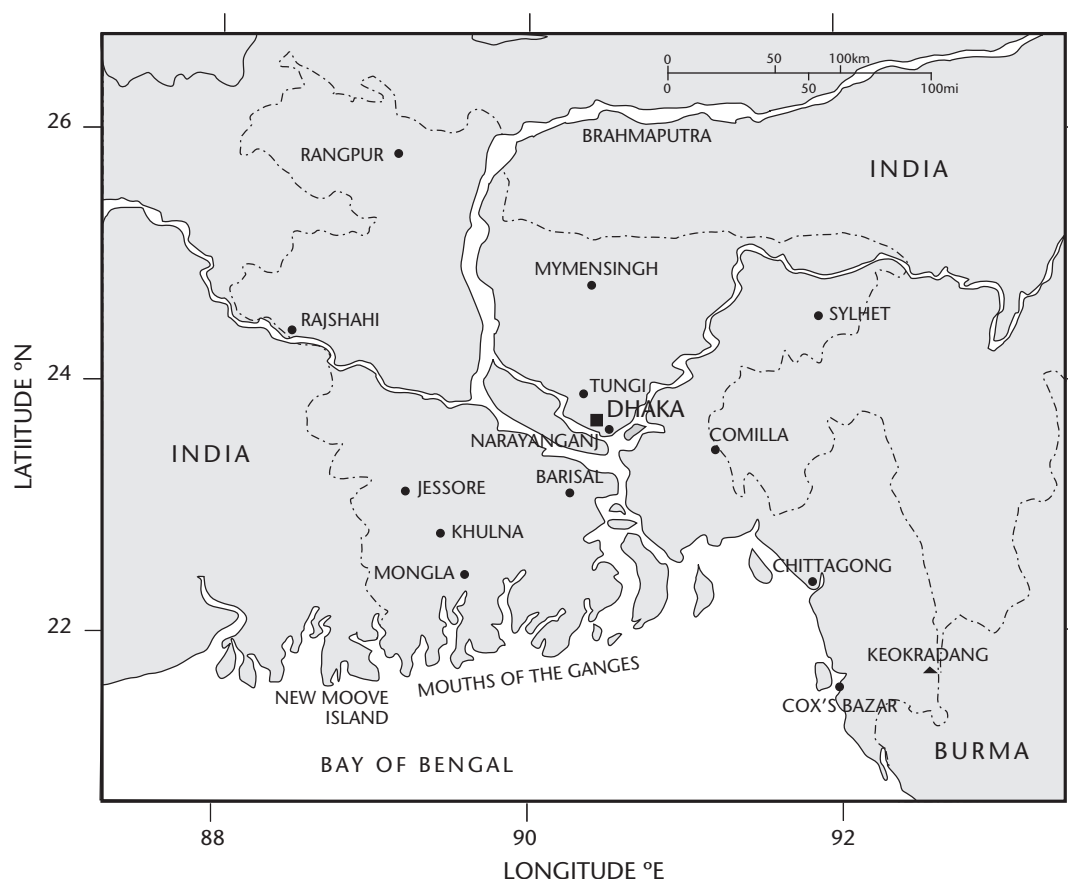 0 50 100km
0 50 100mi
26
BRAHMAPUTRA
RANGPUR
INDIA
MYMENSINGH
RAJSHAHI
SYLHET
24
TUNGI
DHAKA
NARAYANGANJ
COMILLA
INDIA
BARISAL
JESSORE
KHULNA
CHITTAGONG
MONGLA
22
KEOKRADANG
MOUTHS OF THE GANGES
NEW MOOVE
ISLAND
COX'S BAZAR
BURMA
BAY OF BENGAL
LATIITUDE ºN
88 90 92
LONGITUDE ºE